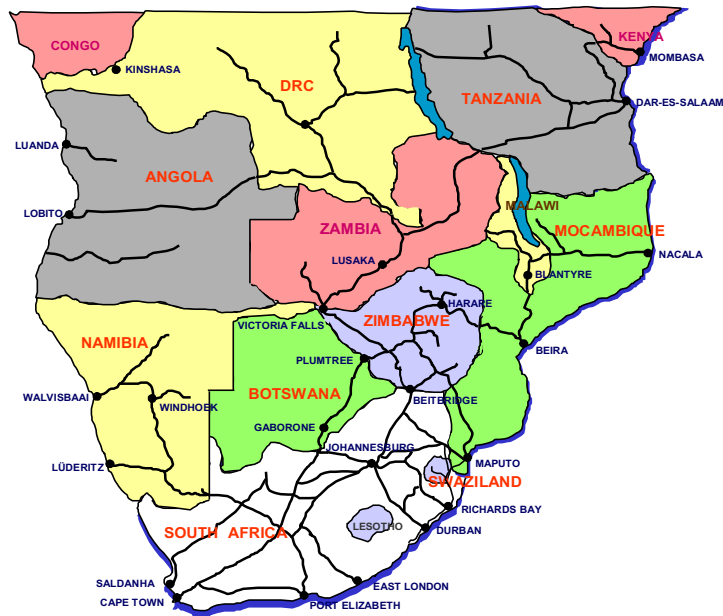 CONGO
KENYA
MOMBASA
KINSHASA
DRC
TANZANIA
DAR-ES-SALAAM
LUANDA
ANGOLA
MALAWI
LOBITO
ZAMBIA
MOCAMBIQUE
LUSAKA
NACALA
BLANTYRE
HARARE
VICTORIA FALLS
ZIMBABWE
NAMIBIA
BEIRA
PLUMTREE
BOTSWANA
WALVISBAAI
WINDHOEK
BEITBRIDGE
GABORONE
JOHANNESBURG
LÜDERITZ
MAPUTO
SWAZILAND
RICHARDS BAY
SOUTH AFRICA
LESOTHO
DURBAN
SALDANHA
EAST LONDON
CAPE TOWN
PORT ELIZABETH